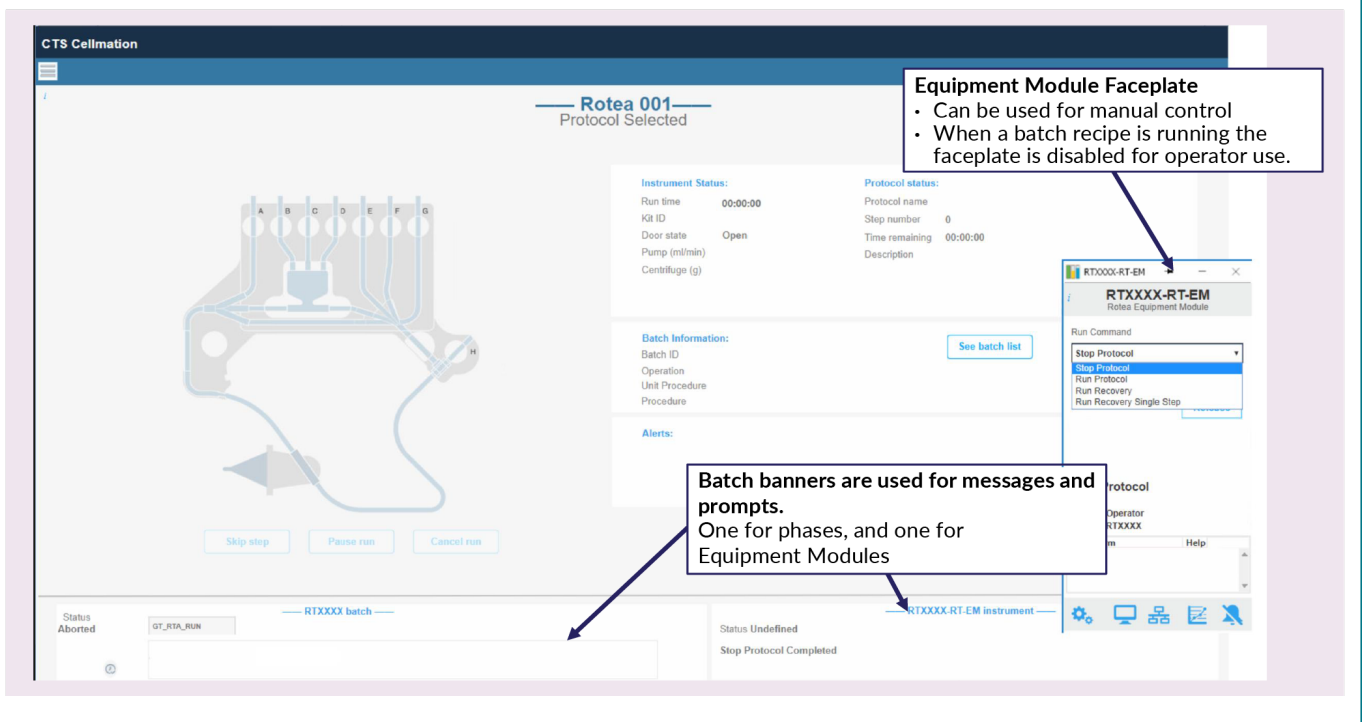 CTS Cellmation
Equipment Module Faceplate
• Can be used for manual control
• When a batch recipe is running the
faceplate is disabled for operator use.
i
Rotea 001
Protocol Selected
A B C D E F G
H
Instrument Status:
Run time 00:00:00
Kit ID
Door state Open
Pump (ml/min)
Centrifuge (g)
Protocol status:
Protocol name
Step number 0
Time remaining 00:00:00
Description
Batch Information:
Batch ID
Operation
Unit Procedure
Procedure
See batch list
Alerts:
RTXXXX-RT-EM
i
RTXXXX-RT-EM
Rotea Equipment Module
Run Command
Stop Protocol
Stop Protocol
Run Protocol
Run Recovery
Run Recovery Single Step
rotocol
Operator
RTXXXX
m Help
Batch banners are used for messages and
prompts.
One for phases, and one for
Equipment Modules
Skip step Pause run Cancel run
RTXXXX batch
Status
Aborted
GT_RTA_RUN
RTXXXX-RT-EM instrument
Status Undefined
Stop Protocol Completed